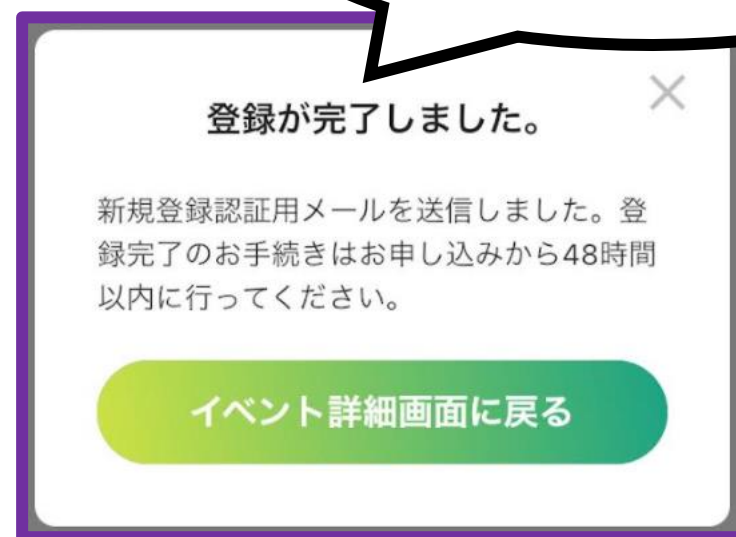 登録が完了しました。
新規登録認証用メールを送信しました。登
録完了のお手続きはお申し込みから48時間
以内に行ってください。
イベント詳細画面に戻る